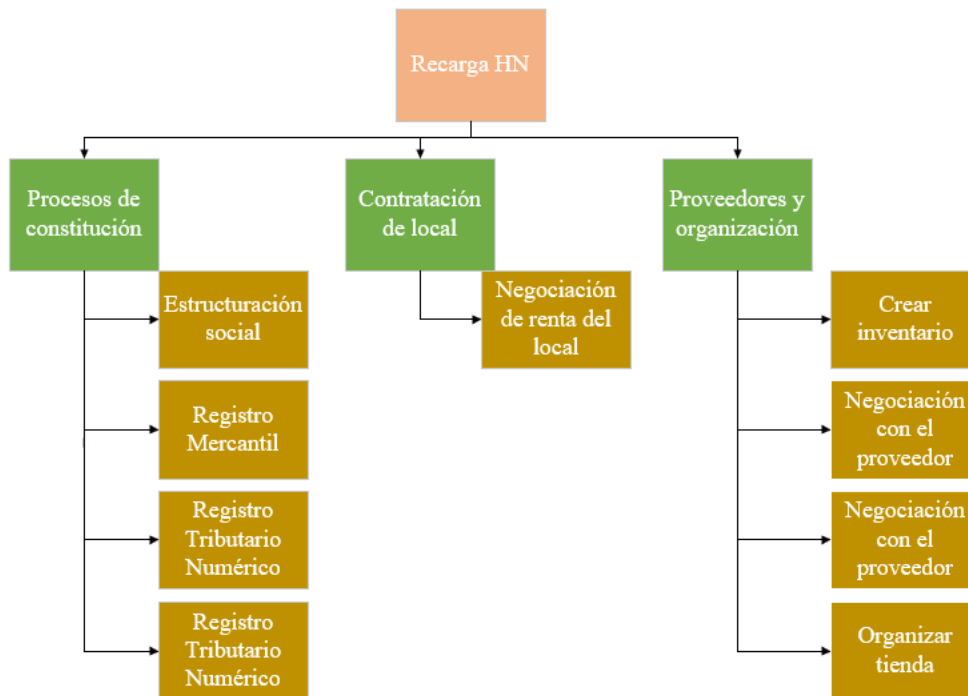 Recarga HN
Procesos de
constitución
Contratación
de local
Proveedores y
organización
Estructuración
social
Negociación
de renta del
local
Crear
inventario
Registro
Mercantil
Negociación
con el
proveedor
Registro
Tributario
Numérico
Negociación
con el
proveedor
Registro
Tributario
Numérico
Organizar
tienda